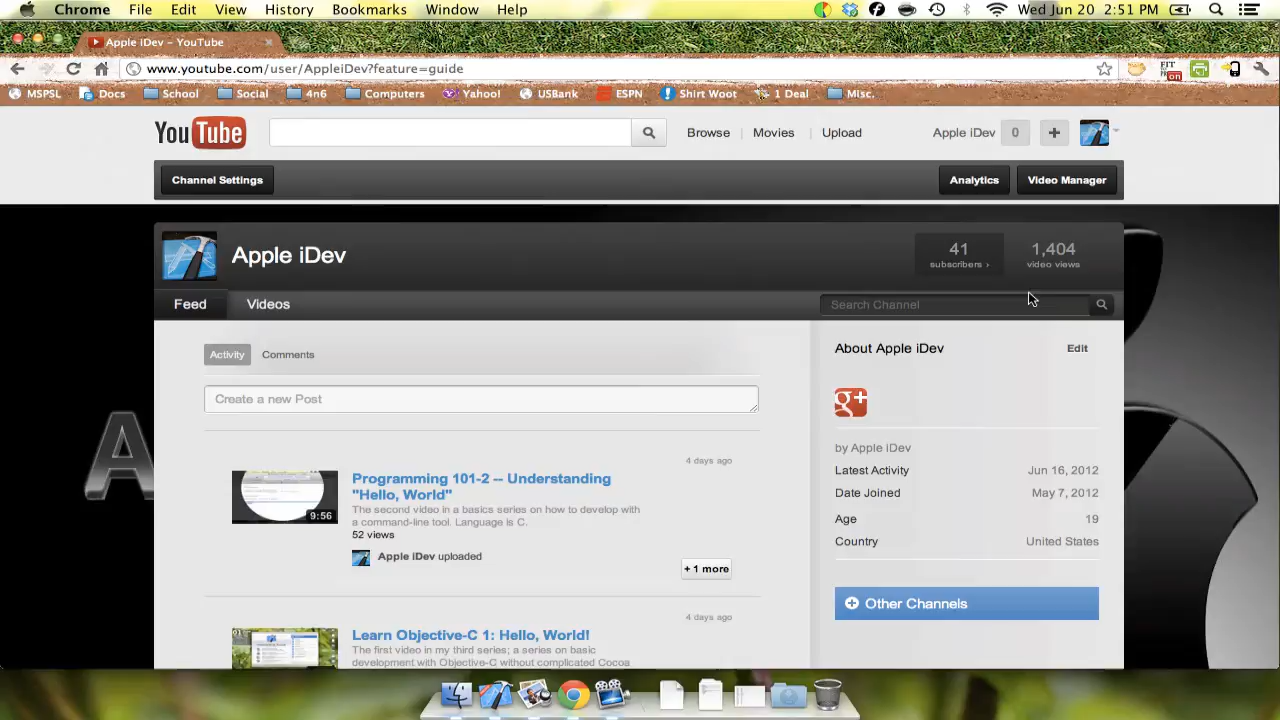 Chrome File Edit View History Bookmarks Window Help Wed Jun 20 2:51 PM
Apple iDev - YouTube
www.youtube.com/user/AppleiDev?feature=guide
FIT on
MSPSL Docs School Social 4n6 Computers Yahoo! USBank ESPN Shirt Woot 1 Deal Misc.
YouTube Browse Movies Upload Apple iDev 0 +
Channel Settings Analytics Video Manager
Apple iDev
41
subscribers ›
1,404
video views
Feed Videos Search Channel
Activity Comments
Create a new Post
4 days ago
Programming 101-2 -- Understanding
"Hello, World"
9:56
The second video in a basics series on how to develop with
a command-line tool. Language is C.
52 views
Apple iDev uploaded
+ 1 more
4 days ago
Learn Objective-C 1: Hello, World!
The first video in my third series; a series on basic
development with Objective-C without complicated Cocoa
About Apple iDev Edit
g+
by Apple iDev
Latest Activity Jun 16, 2012
Date Joined May 7, 2012
Age 19
Country United States
Other Channels
A